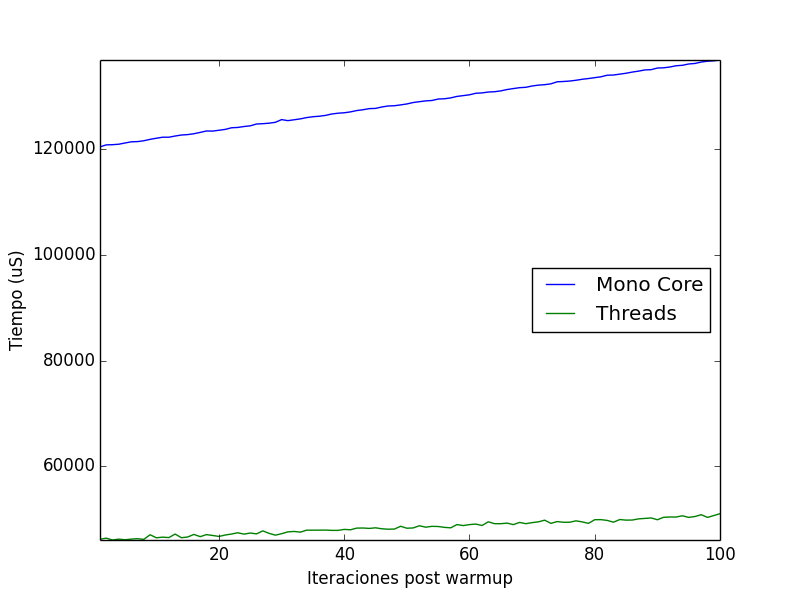 120000
100000
80000
60000
Tiempo (uS)
Mono Core
Threads
20 40 60 80 100
Iteraciones post warmup